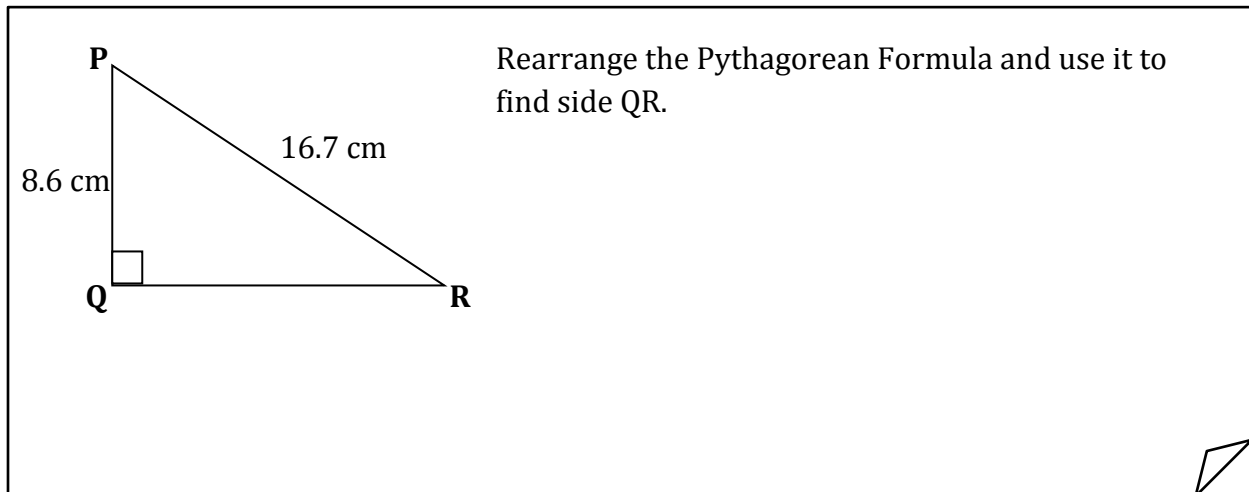 P
Rearrange the Pythagorean Formula and use it to
find side QR.
16.7 cm
8.6 cm
Q
R